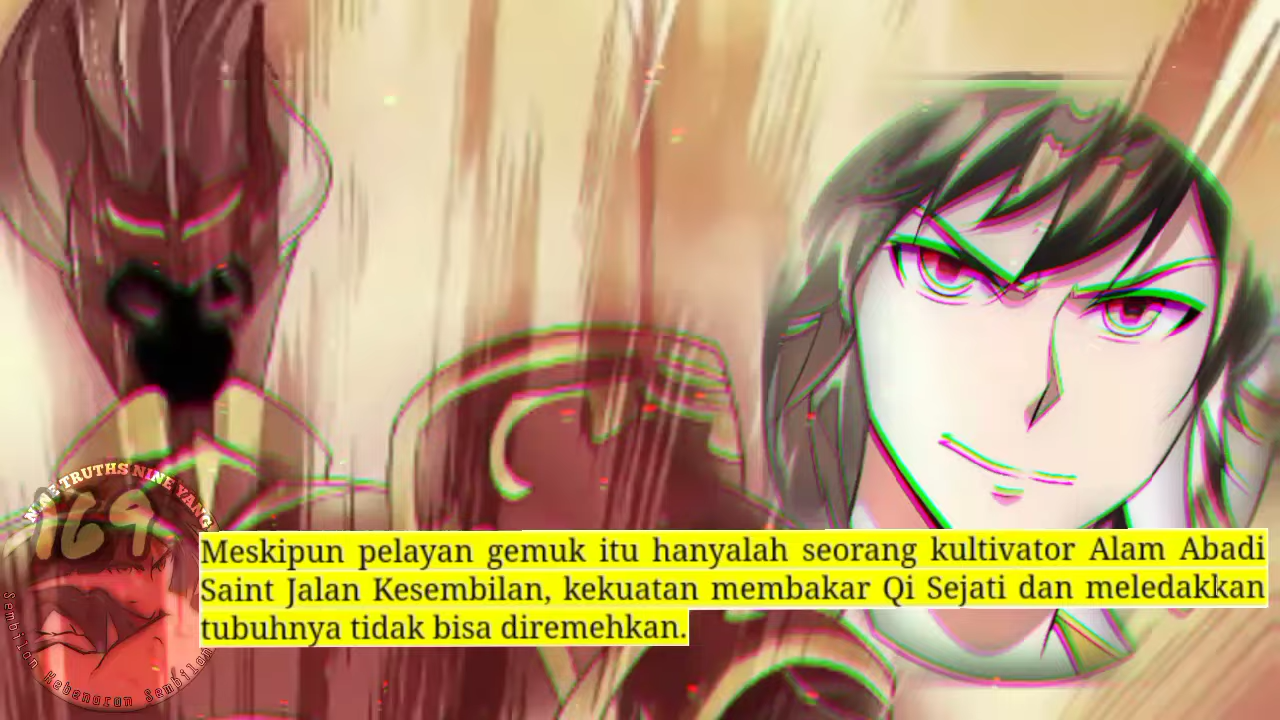 NINE TRUTHS NINE YANG
169
Meskipun pelayan gemuk itu hanyalah seorang kultivator Alam Abadi
Saint Jalan Kesembilan, kekuatan membakar Qi Sejati dan meledakkan
tubuhnya tidak bisa diremehkan.
Sembilan Kebenaran Sembilan